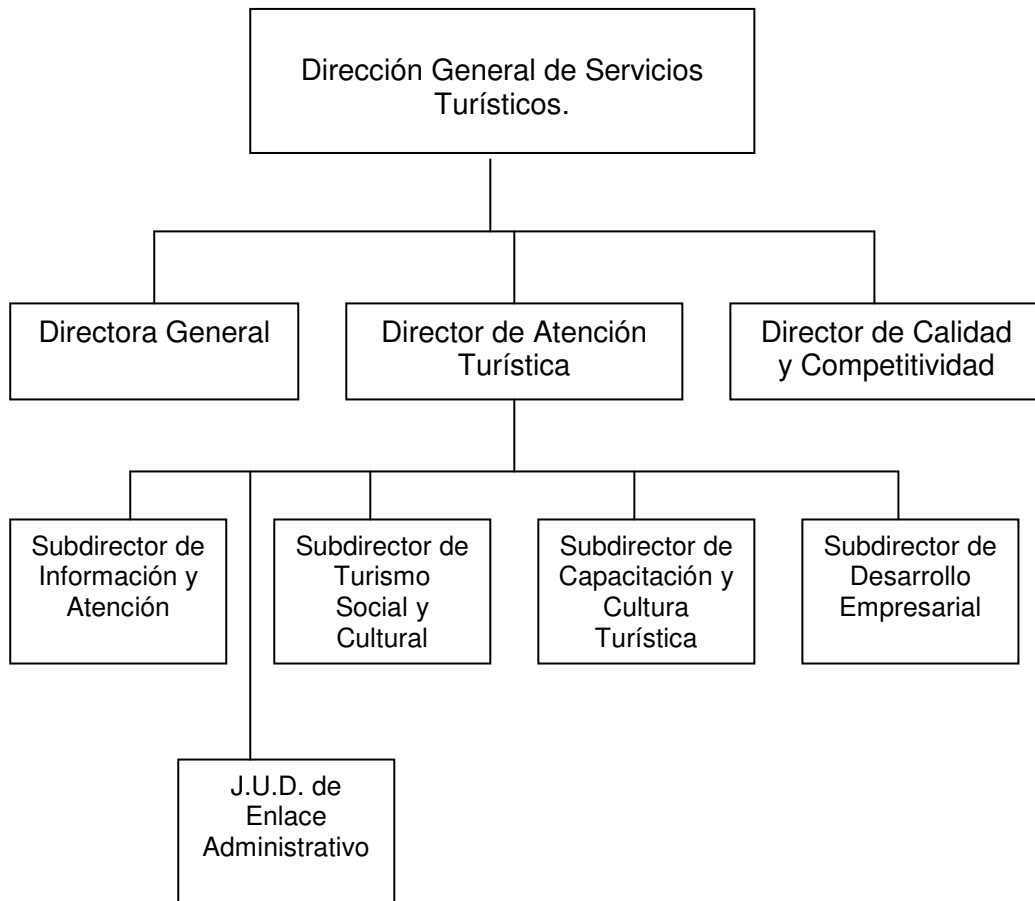 Dirección General de Servicios
Turísticos.
Directora General
Director de Atención
Turística
Director de Calidad
y Competitividad
Subdirector de
Información y
Atención
Subdirector de
Turismo
Social y
Cultural
Subdirector de
Capacitación y
Cultura
Turística
Subdirector de
Desarrollo
Empresarial
J.U.D. de
Enlace
Administrativo